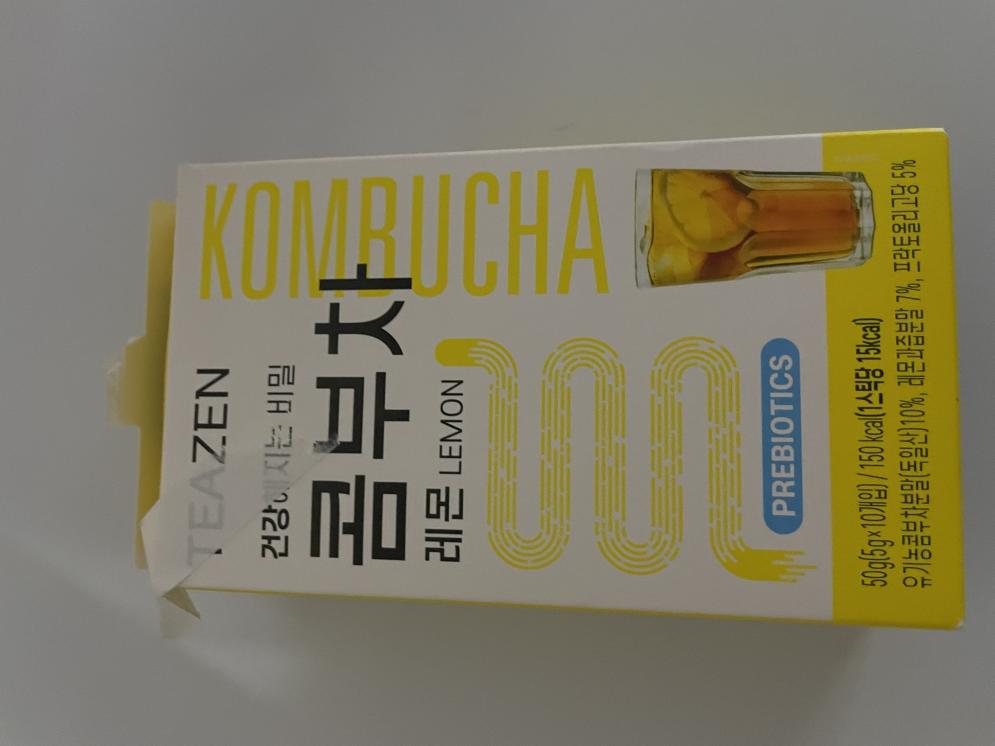 TEAZEN
건강해지는 비밀
콤부차
레몬 LEMON
KOMBUCHA
PREBIOTICS
50g(5g×10개입) / 150 kcal(1스틱당 15kcal)
유기농콤부차분말(독일산)10%, 레몬과즙분말 7%, 프락토올리고당 5%